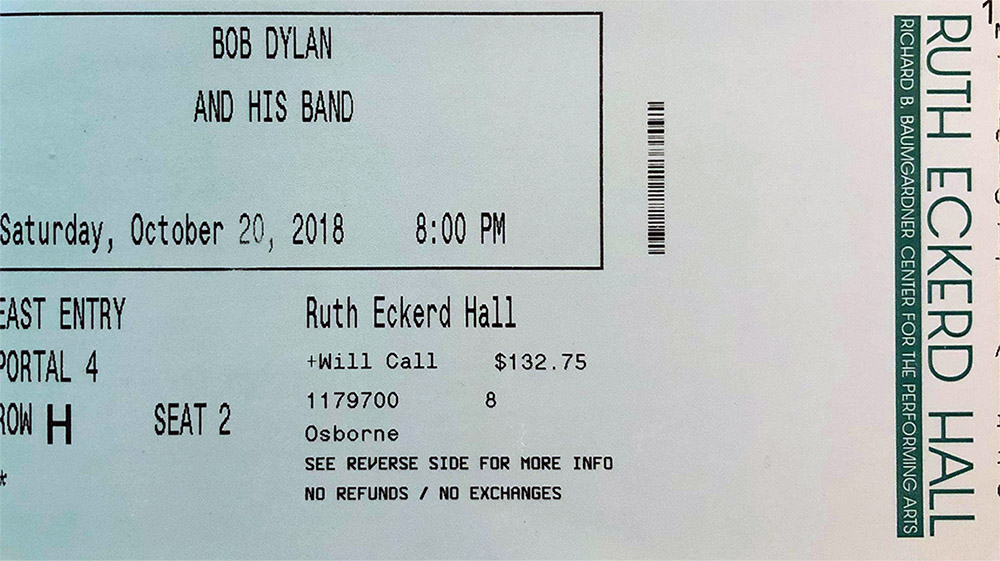 BOB DYLAN
AND HIS BAND
Saturday, October 20, 2018 8:00 PM
EAST ENTRY
PORTAL 4
ROW H SEAT 2
*
Ruth Eckerd Hall
+Will Call $132.75
1179700 8
Osborne
SEE REVERSE SIDE FOR MORE INFO
NO REFUNDS / NO EXCHANGES
RUTH ECKERD HALL
RICHARD B. BAUMGARDNER CENTER FOR THE PERFORMING ARTS